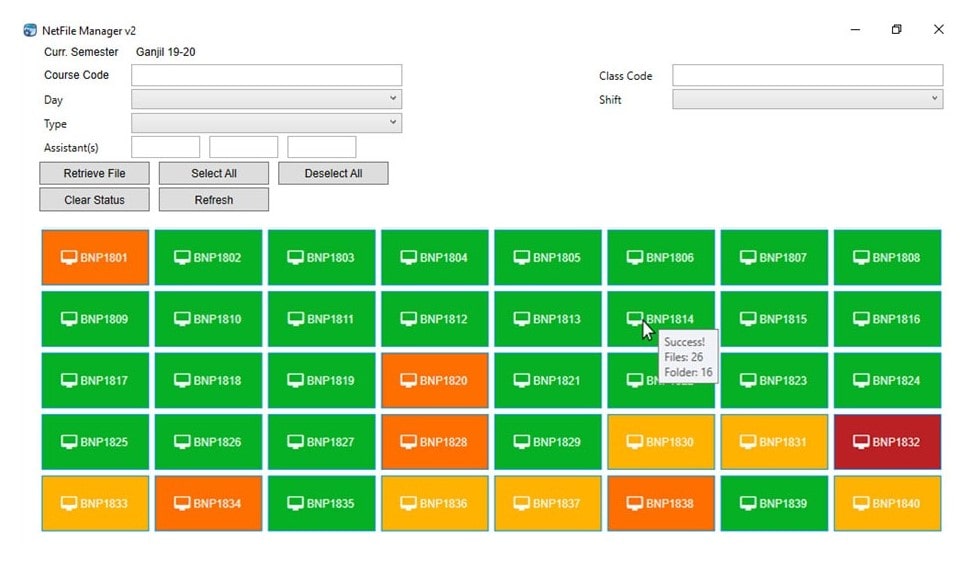 NetFile Manager v2
Curr. Semester Ganjil 19-20
Course Code
Class Code
Day
Shift
Type
Assistant(s)
Retrieve File Select All Deselect All
Clear Status Refresh
BNP1801 BNP1802 BNP1803 BNP1804 BNP1805 BNP1806 BNP1807 BNP1808
BNP1809 BNP1810 BNP1811 BNP1812 BNP1813 BNP1814 BNP1815 BNP1816
Success!
Files: 26
Folder: 16
BNP1817 BNP1818 BNP1819 BNP1820 BNP1821 BNP1823 BNP1824
BNP1825 BNP1826 BNP1827 BNP1828 BNP1829 BNP1830 BNP1831 BNP1832
BNP1833 BNP1834 BNP1835 BNP1836 BNP1837 BNP1838 BNP1839 BNP1840